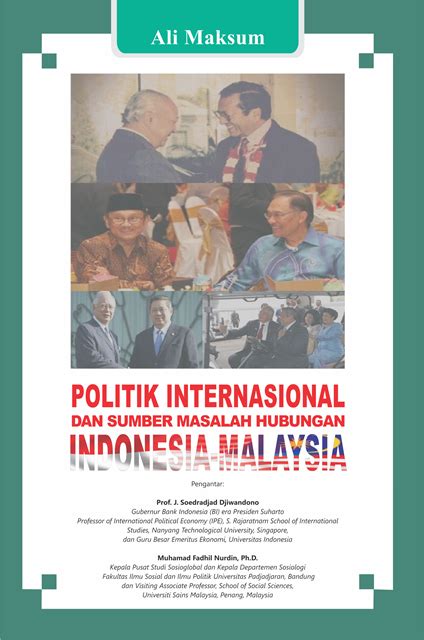 Ali Maksum
POLITIK INTERNASIONAL
DAN SUMBER MASALAH HUBUNGAN
INDONESIA-MALAYSIA
Pengantar:
Prof. J. Soedradjad Djiwandono
Gubernur Bank Indonesia (BI) era Presiden Suharto
Professor of International Political Economy (IPE), S. Rajaratnam School of International
Studies, Nanyang Technological University, Singapore,
dan Guru Besar Emeritus Ekonomi, Universitas Indonesia
Muhamad Fadhil Nurdin, Ph.D.
Kepala Pusat Studi Sosioglobal dan Kepala Departemen Sosiologi
Fakultas Ilmu Sosial dan Ilmu Politik Universitas Padjadjaran, Bandung
dan Visiting Associate Professor, School of Social Sciences,
Universiti Sains Malaysia, Penang, Malaysia